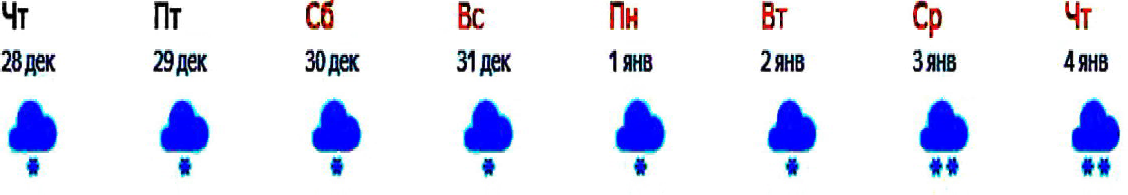 Чт Пт Сб Вс Пн Вт Ср Чт
28 дек 29 дек 30 дек 31 дек 1 янв 2 янв 3 янв 4 янв